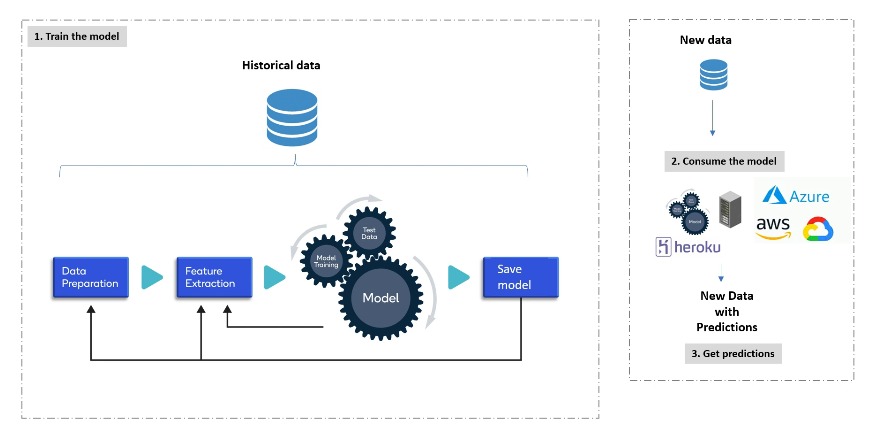 1. Train the model
Historical data
Data
Preparation
Feature
Extraction
Model
Training
Test
Data
Model
Save
model
New data
2. Consume the model
Model
Azure
aws
heroku
New Data
with
Predictions
3. Get predictions